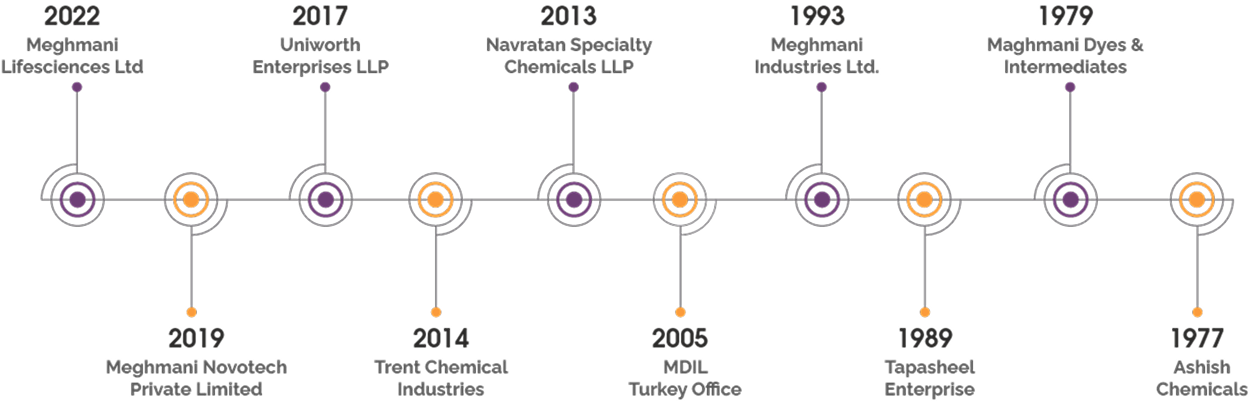 2022
Meghmani
Lifesciences Ltd
2017
Uniworth
Enterprises LLP
2013
Navratan Specialty
Chemicals LLP
1993
Meghmani
Industries Ltd.
1979
Maghmani Dyes &
Intermediates
2019
Meghmani Novotech
Private Limited
2014
Trent Chemical
Industries
2005
MDIL
Turkey Office
1989
Tapasheel
Enterprise
1977
Ashish
Chemicals